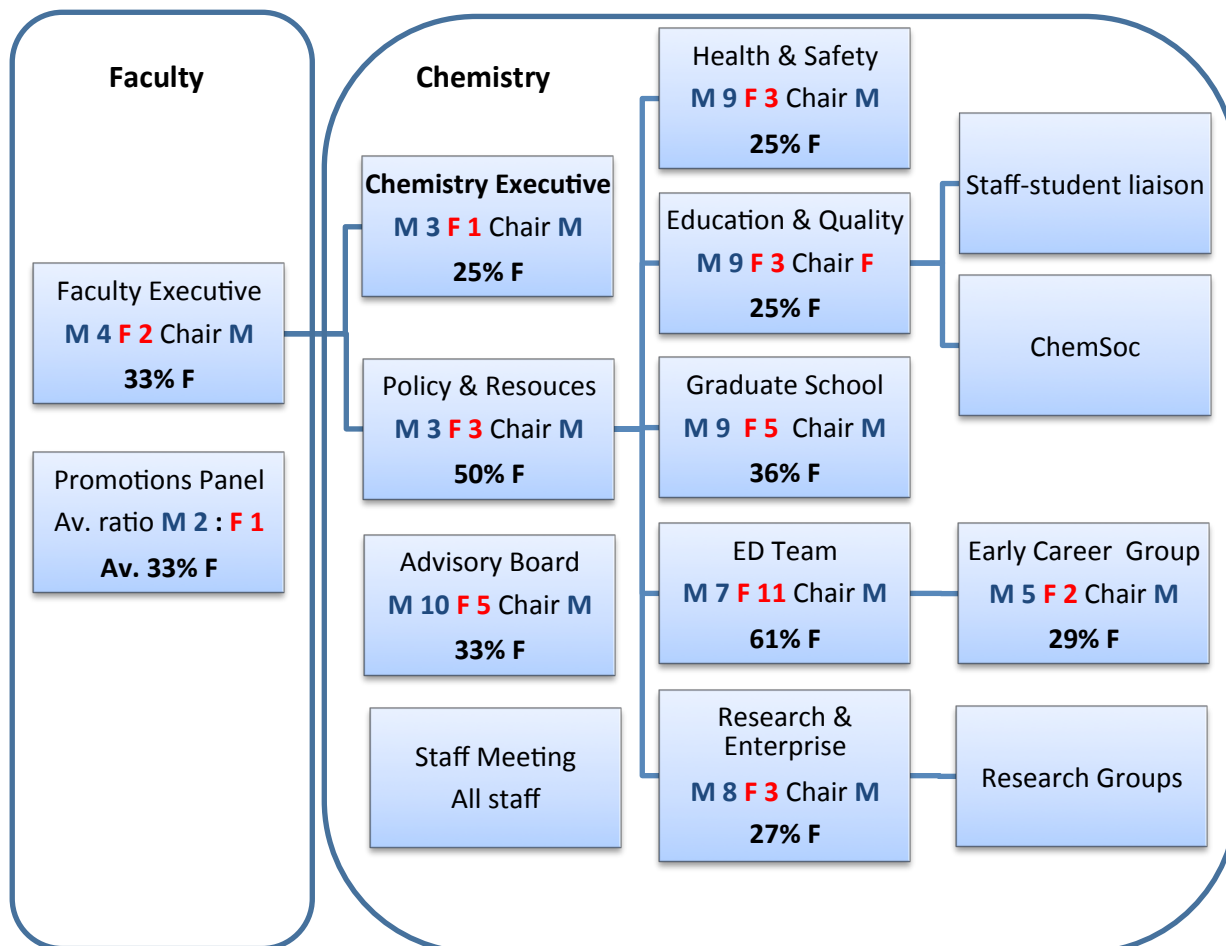 Faculty
Faculty Executive
M 4 F 2 Chair M
33% F
Promotions Panel
Av. ratio M 2 : F 1
Av. 33% F
Chemistry
Chemistry Executive
M 3 F 1 Chair M
25% F
Policy & Resouces
M 3 F 3 Chair M
50% F
Advisory Board
M 10 F 5 Chair M
33% F
Staff Meeting
All staff
Health & Safety
M 9 F 3 Chair M
25% F
Education & Quality
M 9 F 3 Chair F
25% F
Graduate School
M 9 F 5 Chair M
36% F
ED Team
M 7 F 11 Chair M
61% F
Research &
Enterprise
M 8 F 3 Chair M
27% F
Staff-student liaison
ChemSoc
Early Career Group
M 5 F 2 Chair M
29% F
Research Groups